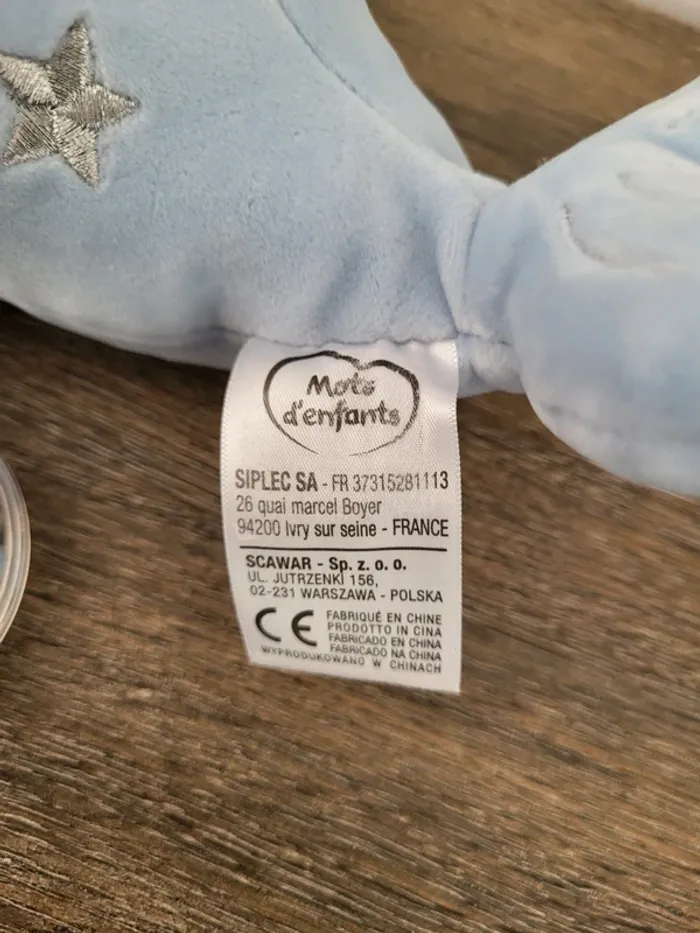 Mots
d'enfants
SIPLEC SA - FR 37315281113
26 quai marcel Boyer
94200 Ivry sur seine - FRANCE
SCAWAR - Sp. z. o. o.
UL. JUTRZENKI 156,
02-231 WARSZAWA - POLSKA
CE
FABRIQUÉ EN CHINE
PRODOTTO IN CINA
FABRICADO EN CHINA
FABRICADO NA CHINA
WYPRODUKOWANO W CHINACH